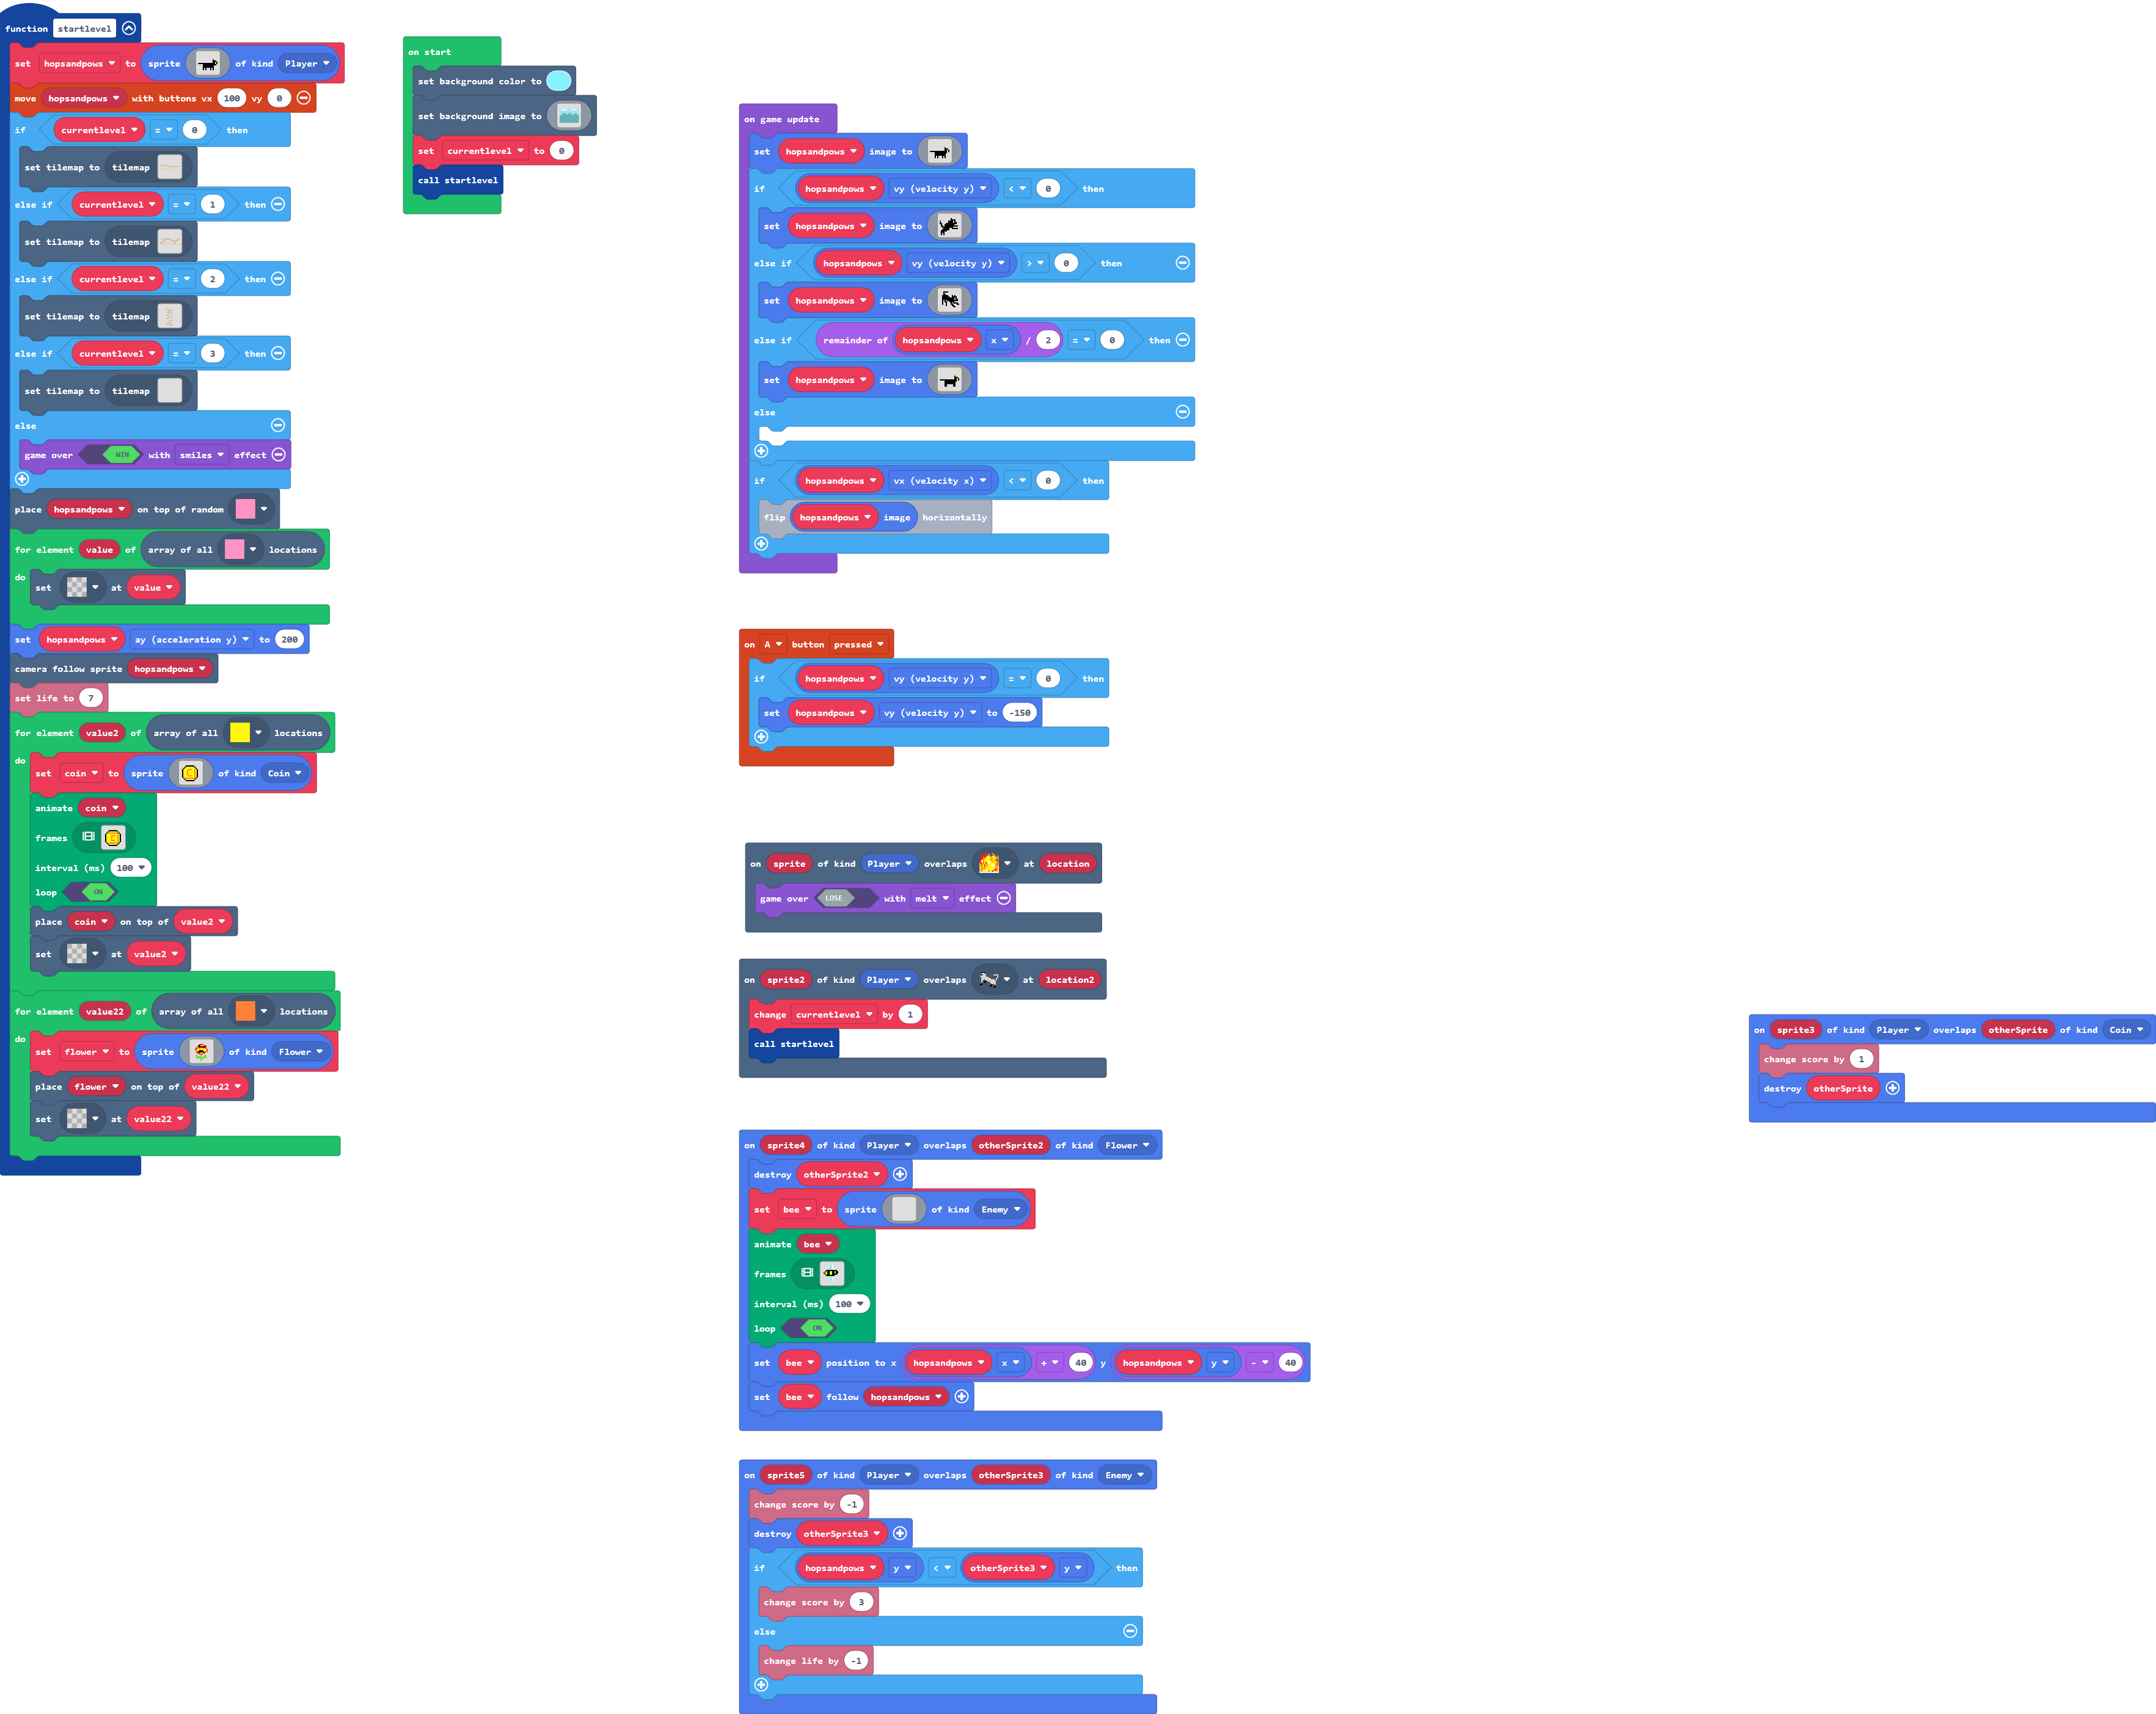 function startlevel
set hopsandpows to sprite of kind Player
move hopsandpows with buttons vx 100 vy 0
if currentlevel = 0 then
set tilemap to tilemap
else if currentlevel = 1 then
set tilemap to tilemap
else if currentlevel = 2 then
set tilemap to tilemap
else if currentlevel = 3 then
set tilemap to tilemap
else
game over WIN with smiles effect
place hopsandpows on top of random
for element value of array of all locations
do
set at value
set hopsandpows ay (acceleration y) to 200
camera follow sprite hopsandpows
set life to 7
for element value2 of array of all locations
do
set coin to sprite of kind Coin
animate coin
frames
interval (ms) 100
loop ON
place coin on top of value2
set at value2
for element value22 of array of all locations
do
set flower to sprite of kind Flower
place flower on top of value22
set at value22
on start
set background color to
set background image to
set currentlevel to 0
call startlevel
on game update
set hopsandpows image to
if hopsandpows vy (velocity y) < 0 then
set hopsandpows image to
else if hopsandpows vy (velocity y) > 0 then
set hopsandpows image to
else if remainder of hopsandpows x / 2 = 0 then
set hopsandpows image to
else
if hopsandpows vx (velocity x) < 0 then
flip hopsandpows image horizontally
on A button pressed
if hopsandpows vy (velocity y) = 0 then
set hopsandpows vy (velocity y) to -150
on sprite of kind Player overlaps at location
game over LOSE with melt effect
on sprite2 of kind Player overlaps at location2
change currentlevel by 1
call startlevel
on sprite4 of kind Player overlaps otherSprite2 of kind Flower
destroy otherSprite2
set bee to sprite of kind Enemy
animate bee
frames
interval (ms) 100
loop ON
set bee position to x hopsandpows x + 40 y hopsandpows y - 40
set bee follow hopsandpows
on sprite5 of kind Player overlaps otherSprite3 of kind Enemy
change score by -1
destroy otherSprite3
if hopsandpows y < otherSprite3 y then
change score by 3
else
change life by -1
on sprite3 of kind Player overlaps otherSprite of kind Coin
change score by 1
destroy otherSprite